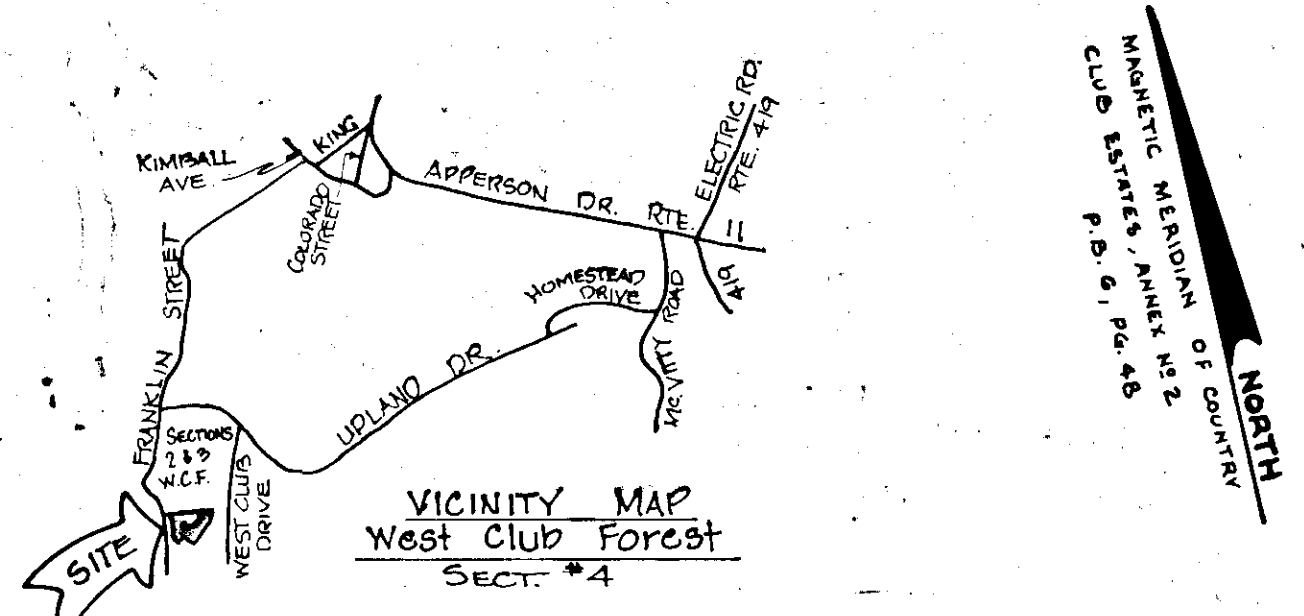 KIMBALL
AVE.
KING
COLORADO
STREET
APPERSON DR. RTE. 11
ELECTRIC RD.
RTE. 419
419
HOMESTEAD
DRIVE
McVITTY ROAD
FRANKLIN STREET
UPLAND DR.
SECTIONS
2 & 3
W.C.F.
WEST CLUB
DRIVE
SITE
VICINITY MAP
West Club Forest
SECT. #4
MAGNETIC MERIDIAN OF COUNTRY
CLUB ESTATES, ANNEX Nº 2
P.B. 6, PG. 48
NORTH